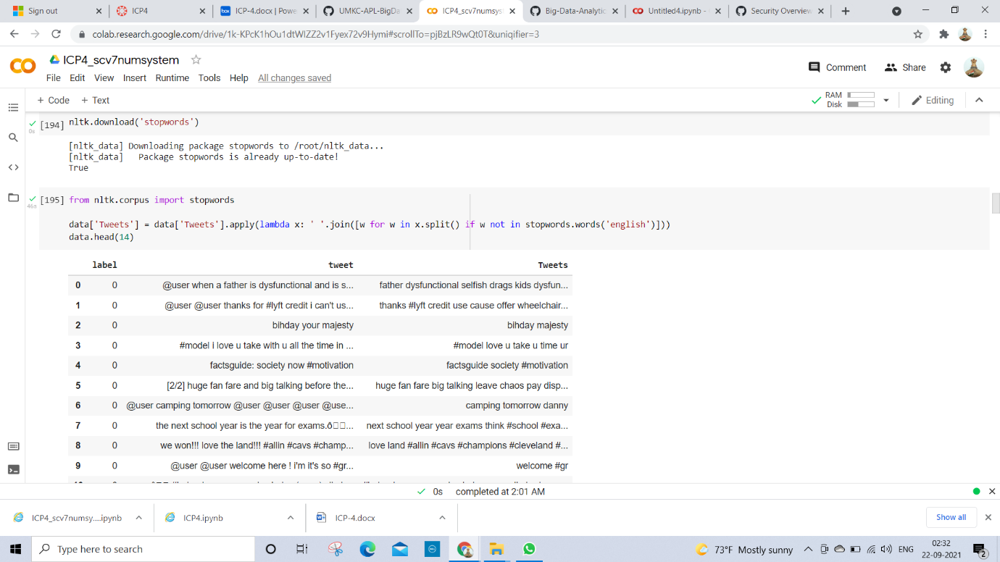 Sign out
ICP4
box ICP-4.docx | Powe
UMKC-APL-BigDa
ICP4_scv7numsys
Big-Data-Analytic
Untitled4.ipynb -
Security Overview
colab.research.google.com/drive/1k-KPcK1hOu1dtWIZZ2v1Fyex72v9Hymi#scrollTo=pjBzLR9wQt0T&uniqifier=3
ICP4_scv7numsystem
File Edit View Insert Runtime Tools Help All changes saved
Comment Share
+ Code + Text
RAM
Disk
Editing
[194] nltk.download('stopwords')
0s
[nltk_data] Downloading package stopwords to /root/nltk_data...
[nltk_data]   Package stopwords is already up-to-date!
True
[195] from nltk.corpus import stopwords
46s
data['Tweets'] = data['Tweets'].apply(lambda x: ' '.join([w for w in x.split() if w not in stopwords.words('english')]))
data.head(14)
label tweet Tweets
0 0 @user when a father is dysfunctional and is s... father dysfunctional selfish drags kids dysfun...
1 0 @user @user thanks for #lyft credit i can't us... thanks #lyft credit use cause offer wheelchair...
2 0 bihday your majesty bihday majesty
3 0 #model i love u take with u all the time in ... #model love u take u time ur
4 0 factsguide: society now #motivation factsguide society #motivation
5 0 [2/2] huge fan fare and big talking before the... huge fan fare big talking leave chaos pay disp...
6 0 @user camping tomorrow @user @user @user @use... camping tomorrow danny
7 0 the next school year is the year for exams.ð... next school year year exams think #school #exa...
8 0 we won!!! love the land!!! #allin #cavs #champ... love land #allin #cavs #champions #cleveland #...
9 0 @user @user welcome here ! i'm it's so #gr... welcome #gr
0s completed at 2:01 AM
ICP4_scv7numsy....ipynb
ICP4.ipynb
ICP-4.docx
Show all
Type here to search
73°F Mostly sunny
ENG
02:32
22-09-2021
2